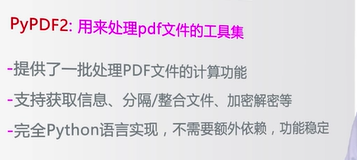 PyPDF2: 用来处理pdf文件的工具集
-提供了一批处理PDF文件的计算功能
-支持获取信息、分隔/整合文件、加密解密等
-完全Python语言实现，不需要额外依赖，功能稳定